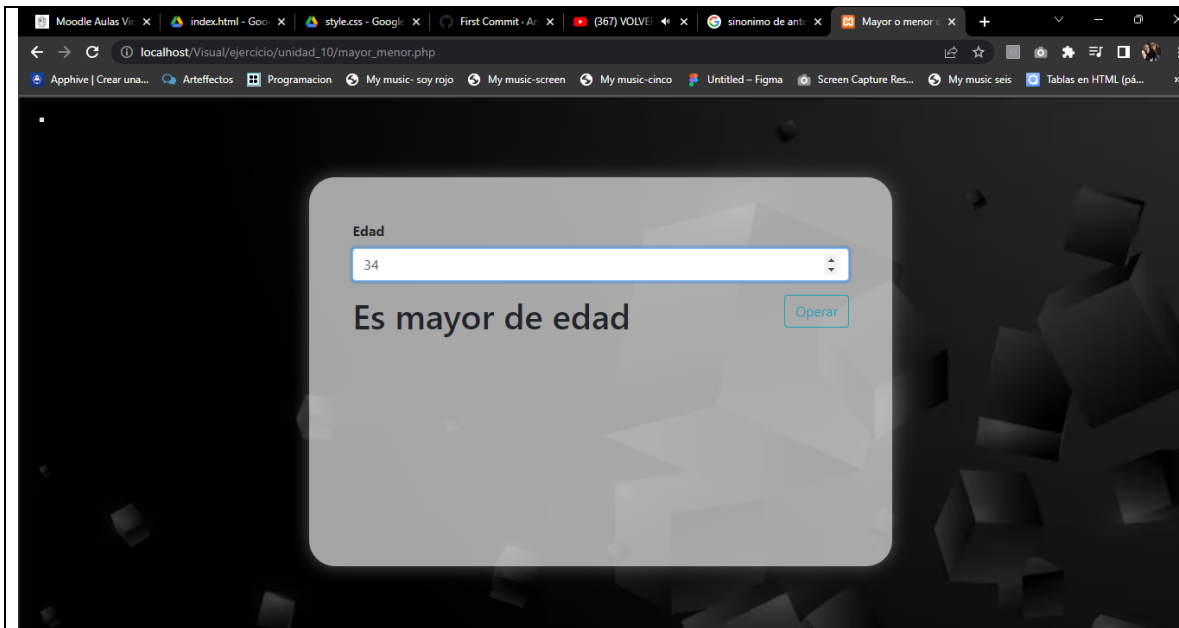 Moodle Aulas Vir
index.html - Goo
style.css - Google
First Commit · An
(367) VOLVE
sinonimo de ante
Mayor o menor d
localhost/Visual/ejercicio/unidad_10/mayor_menor.php
Apphive | Crear una... Arteffectos Programacion My music- soy rojo My music-screen My music-cinco Untitled – Figma Screen Capture Res... My music seis Tablas en HTML (pá...
Edad
34
Es mayor de edad
Operar